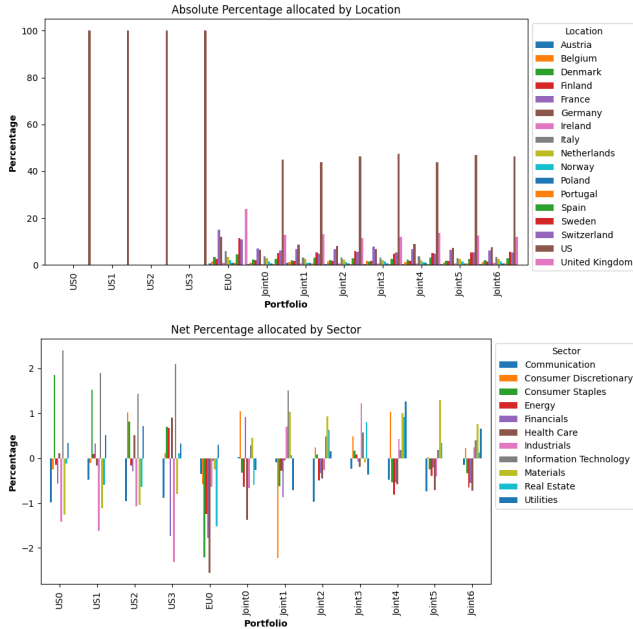 Absolute Percentage allocated by Location
Percentage
100
80
60
40
20
0
US0
US1
US2
US3
EU0
Joint0
Joint1
Joint2
Joint3
Joint4
Joint5
Joint6
Portfolio
Location
Austria
Belgium
Denmark
Finland
France
Germany
Ireland
Italy
Netherlands
Norway
Poland
Portugal
Spain
Sweden
Switzerland
US
United Kingdom
Net Percentage allocated by Sector
Percentage
2
1
0
−1
−2
US0
US1
US2
US3
EU0
Joint0
Joint1
Joint2
Joint3
Joint4
Joint5
Joint6
Portfolio
Sector
Communication
Consumer Discretionary
Consumer Staples
Energy
Financials
Health Care
Industrials
Information Technology
Materials
Real Estate
Utilities